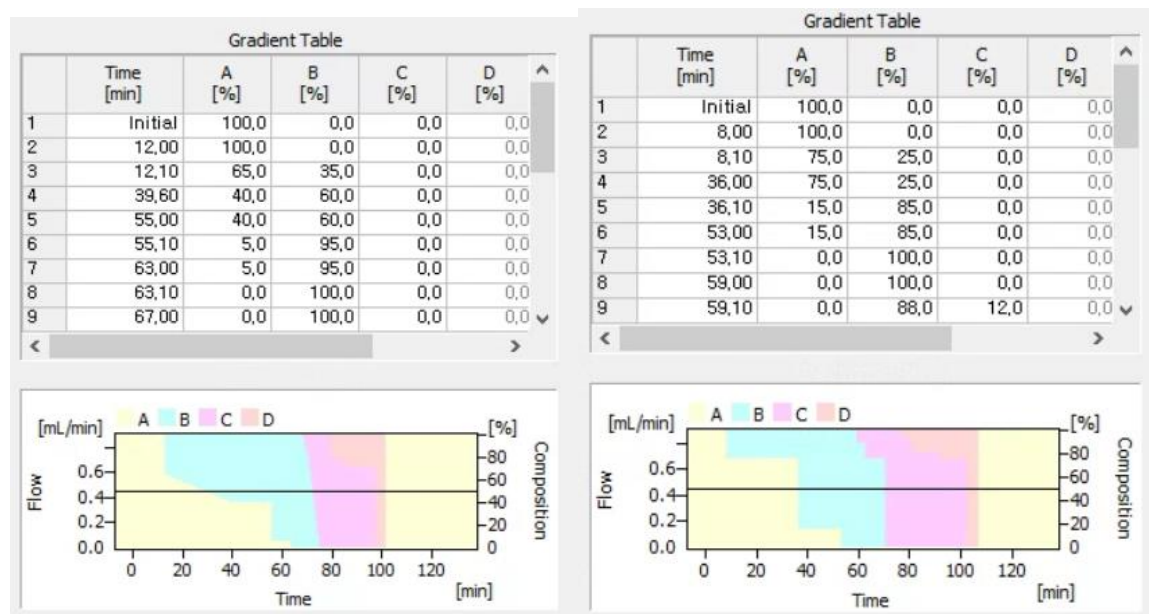 Gradient Table
Time [min] A [%] B [%] C [%] D [%]
1 Initial 100,0 0,0 0,0 0,0
2 12,00 100,0 0,0 0,0 0,0
3 12,10 65,0 35,0 0,0 0,0
4 39,60 40,0 60,0 0,0 0,0
5 55,00 40,0 60,0 0,0 0,0
6 55,10 5,0 95,0 0,0 0,0
7 63,00 5,0 95,0 0,0 0,0
8 63,10 0,0 100,0 0,0 0,0
9 67,00 0,0 100,0 0,0 0,0
Gradient Table
Time [min] A [%] B [%] C [%] D [%]
1 Initial 100,0 0,0 0,0 0,0
2 8,00 100,0 0,0 0,0 0,0
3 8,10 75,0 25,0 0,0 0,0
4 36,00 75,0 25,0 0,0 0,0
5 36,10 15,0 85,0 0,0 0,0
6 53,00 15,0 85,0 0,0 0,0
7 53,10 0,0 100,0 0,0 0,0
8 59,00 0,0 100,0 0,0 0,0
9 59,10 0,0 88,0 12,0 0,0
[mL/min] A B C D [%]
80
0.6 60
0.4 40
0.2 20
0.0 0
Flow
Composition
0 20 40 60 80 100 120
[min]
Time
[mL/min] A B C D [%]
80
0.6 60
0.4 40
0.2 20
0.0 0
Flow
Composition
0 20 40 60 80 100 120
[min]
Time